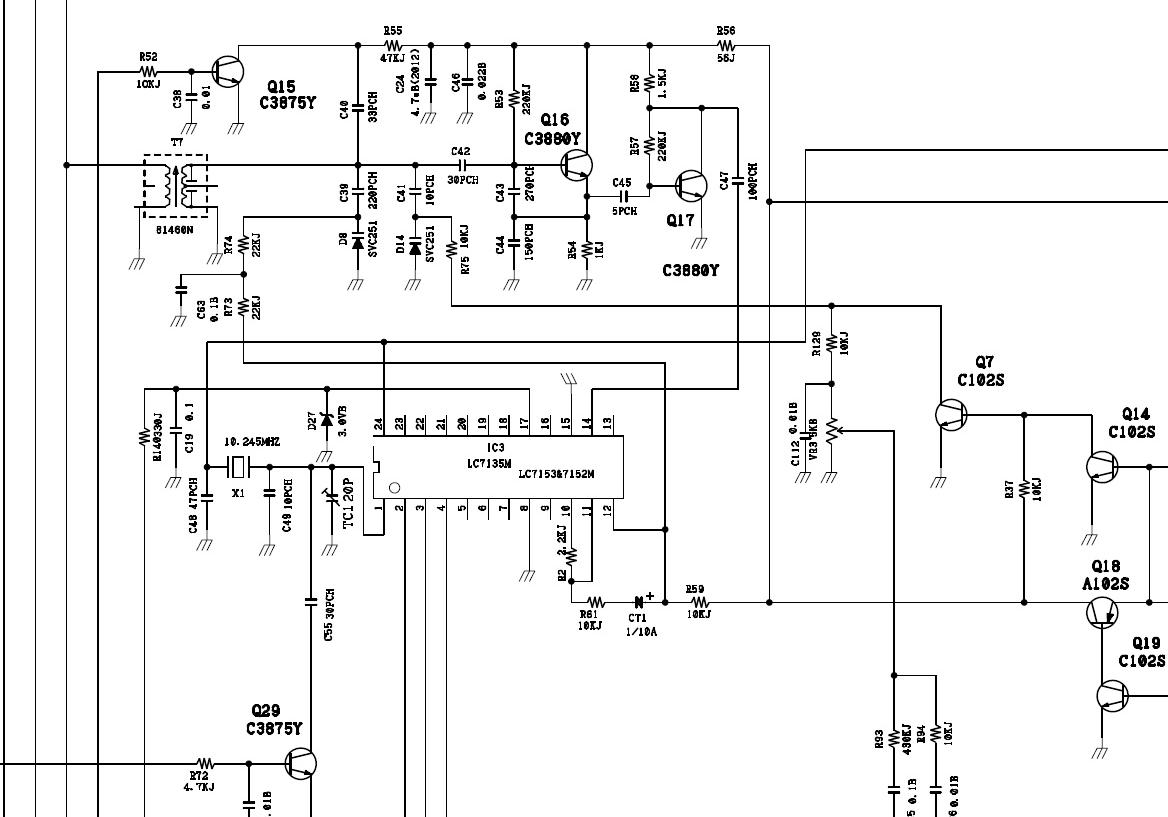 R55
47KJ
R56
56J
R52
10KJ
C38
0.01
Q15
C3875Y
C40
33PCH
C24
4.7uB(2012)
C46
0.022B
R53
220KJ
R58
1.5KJ
Q16
C3880Y
T7
81460N
C42
30PCH
R57
220KJ
C39
220PCH
C41
10PCH
C43
270PCH
C45
5PCH
C47
100PCH
Q17
C3880Y
R74
22KJ
D8
SVC251
D14
SVC251
R75 10KJ
C44
150PCH
R54
1KJ
C63
0.1B
R73
22KJ
R129
10KJ
Q7
C102S
R140330J
C19 0.1
D27
3.0VB
24 23 22 21 20 19 18 17 16 15 14 13
C112 0.01B
VR3 5KB
Q14
C102S
10.245MHZ
X1
IC3
LC7135M
LC7153&7152M
C48 47PCH
C49 10PCH
TC1 20P
1 2 3 4 5 6 7 8 9 10 11 12
R37
10KJ
R2 2.2KJ
Q18
A102S
R61
10KJ
+
CT1
1/10A
R59
10KJ
C55 30PCH
Q19
C102S
Q29
C3875Y
R93
430KJ
R94
10KJ
R72
4.7KJ
.01B
5 0.1B
6 0.01B